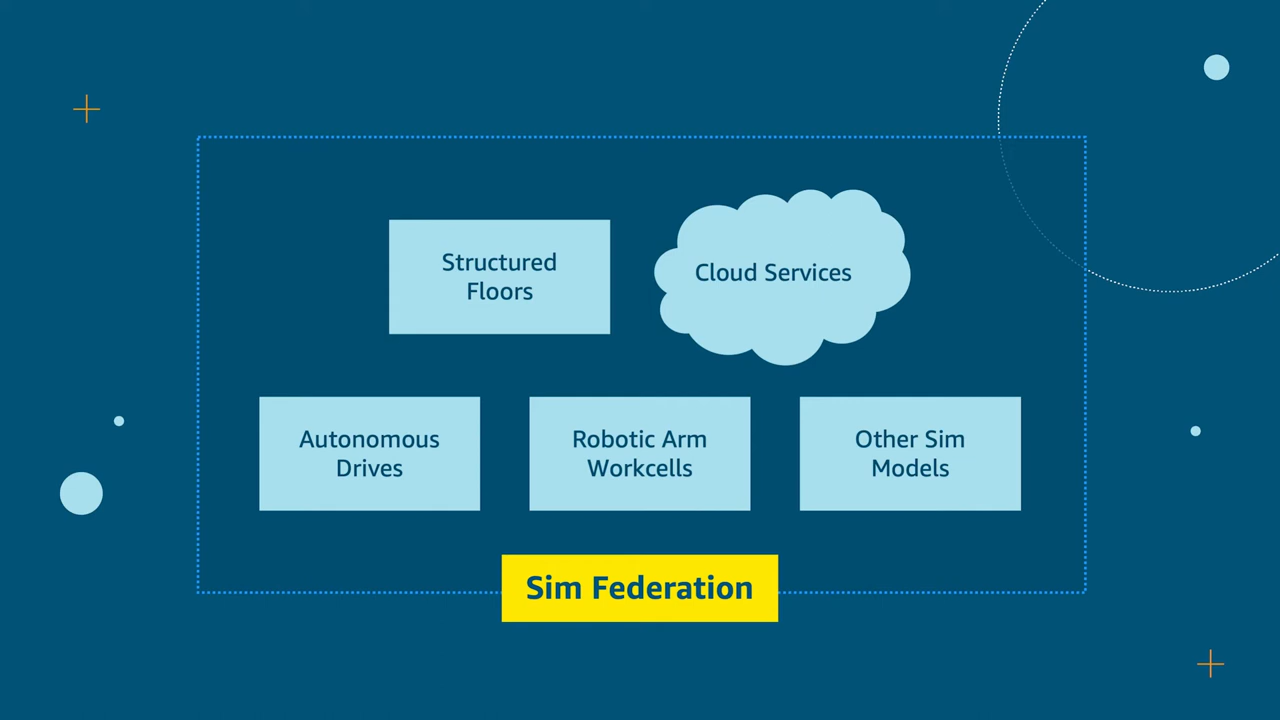 Structured
Floors
Cloud Services
Autonomous
Drives
Robotic Arm
Workcells
Other Sim
Models
Sim Federation